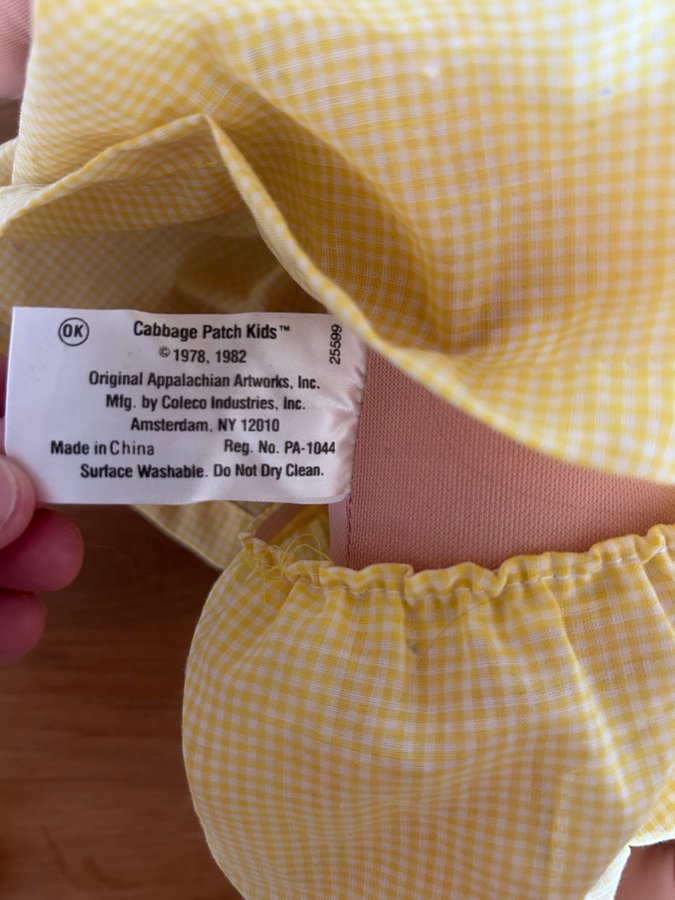 OK
Cabbage Patch Kids™
© 1978, 1982
25599
Original Appalachian Artworks, Inc.
Mfg. by Coleco Industries, Inc.
Amsterdam, NY 12010
Made in China Reg. No. PA-1044
Surface Washable. Do Not Dry Clean.